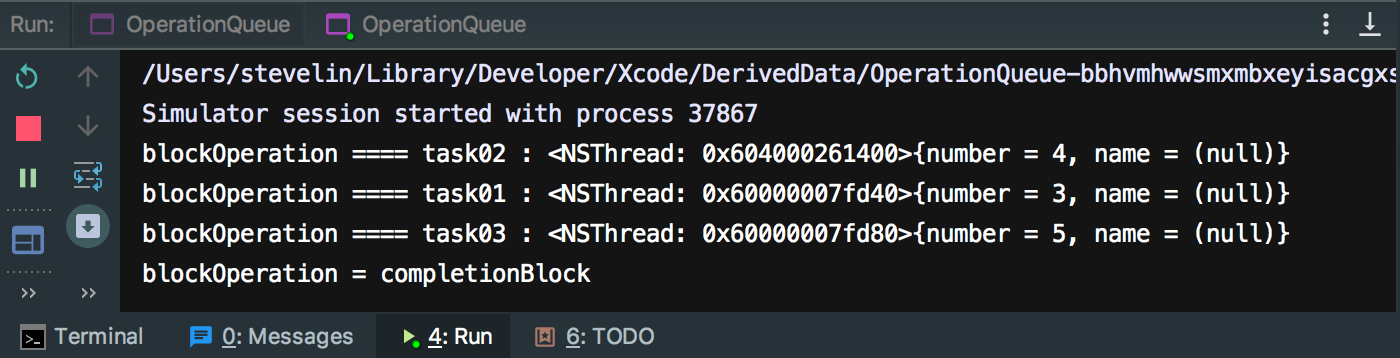 Run: OperationQueue OperationQueue
/Users/stevelin/Library/Developer/Xcode/DerivedData/OperationQueue-bbhvmhwwsmxmbxeyisacgxs
Simulator session started with process 37867
blockOperation ==== task02 : <NSThread: 0x604000261400>{number = 4, name = (null)}
blockOperation ==== task01 : <NSThread: 0x60000007fd40>{number = 3, name = (null)}
blockOperation ==== task03 : <NSThread: 0x60000007fd80>{number = 5, name = (null)}
blockOperation = completionBlock
Terminal 0: Messages 4: Run 6: TODO